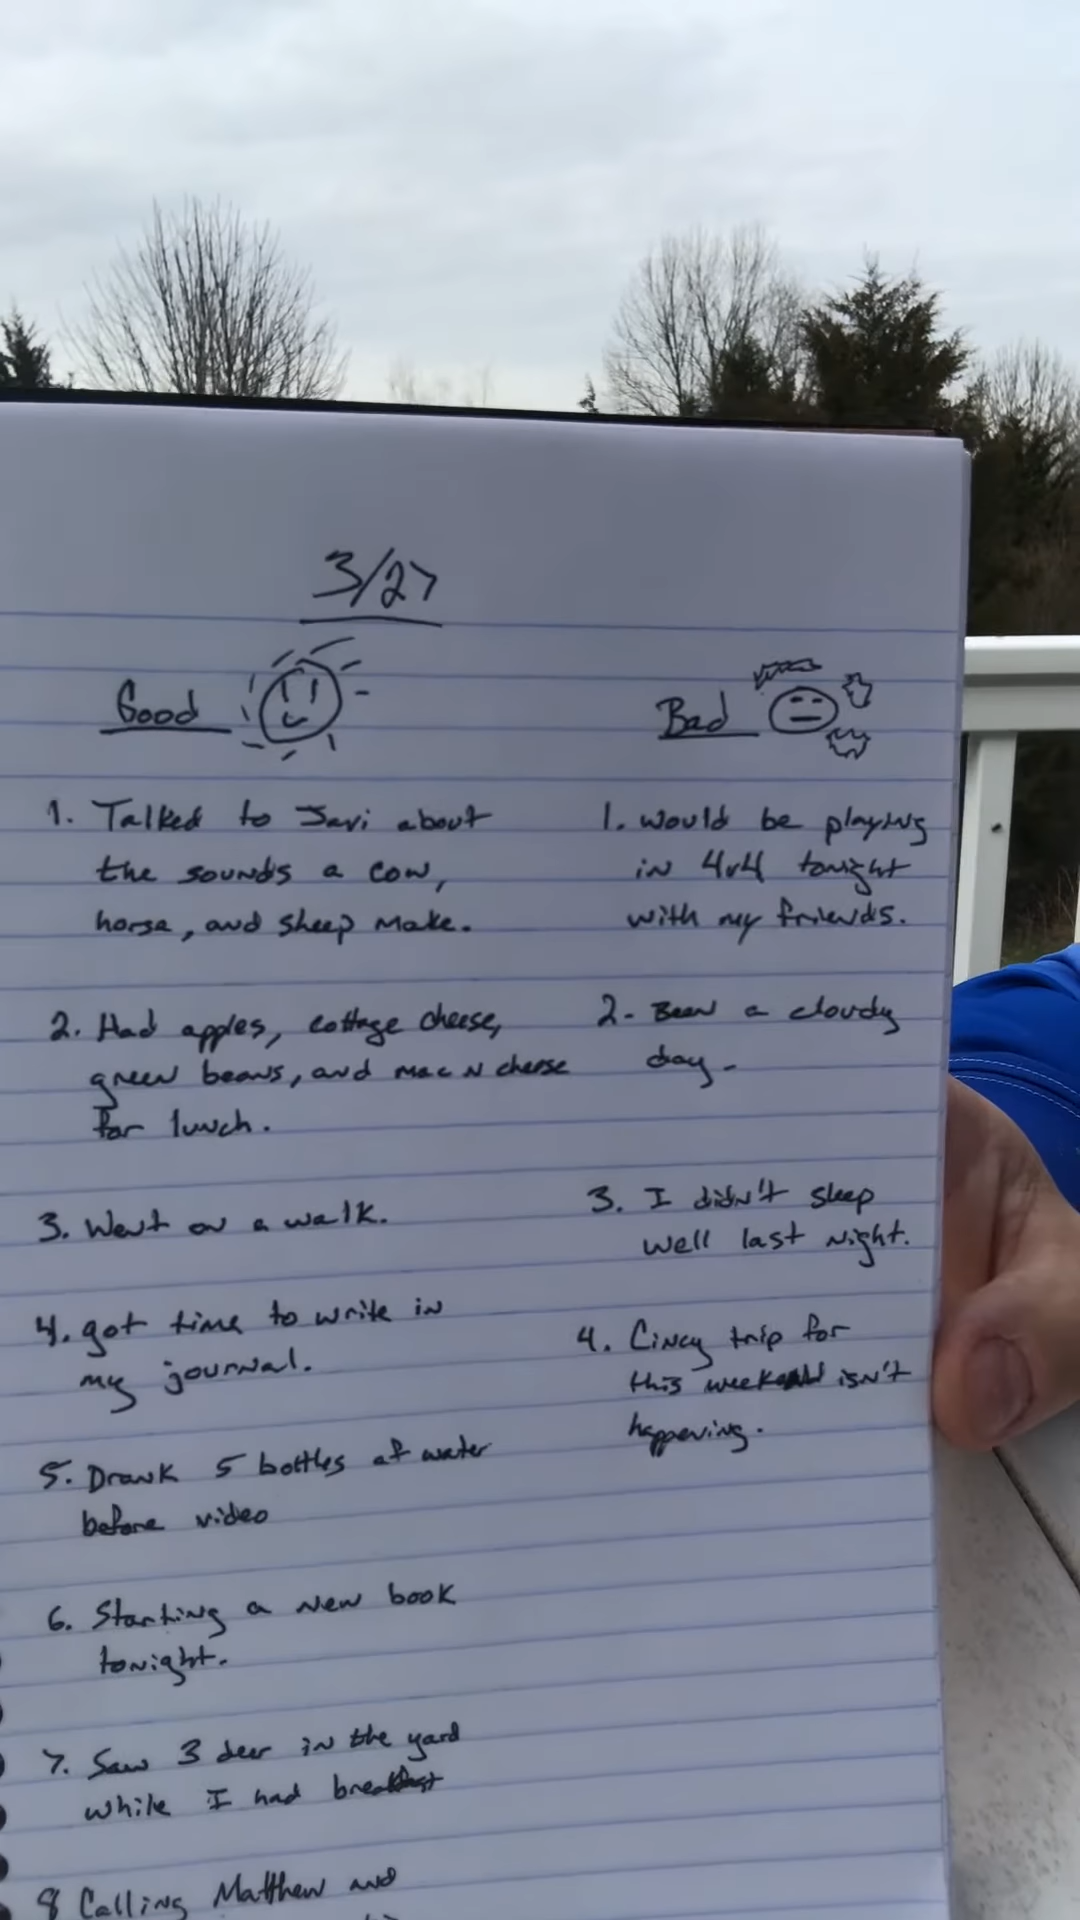 3/27
Good
1. Talked to Javi about
the sounds a cow,
horse, and sheep make.
2. Had apples, cottage cheese,
green beans, and mac n cheese
for lunch.
3. Went on a walk.
4. got time to write in
my journal.
5. Drank 5 bottles of water
before video
6. Starting a new book
tonight.
7. Saw 3 deer in the yard
while I had breakfast
8 Calling Matthew and
Bad
1. would be playing
in 4v4 tonight
with my friends.
2. Been a cloudy
day.
3. I didn't sleep
well last night.
4. Cincy trip for
this weekend isn't
happening.